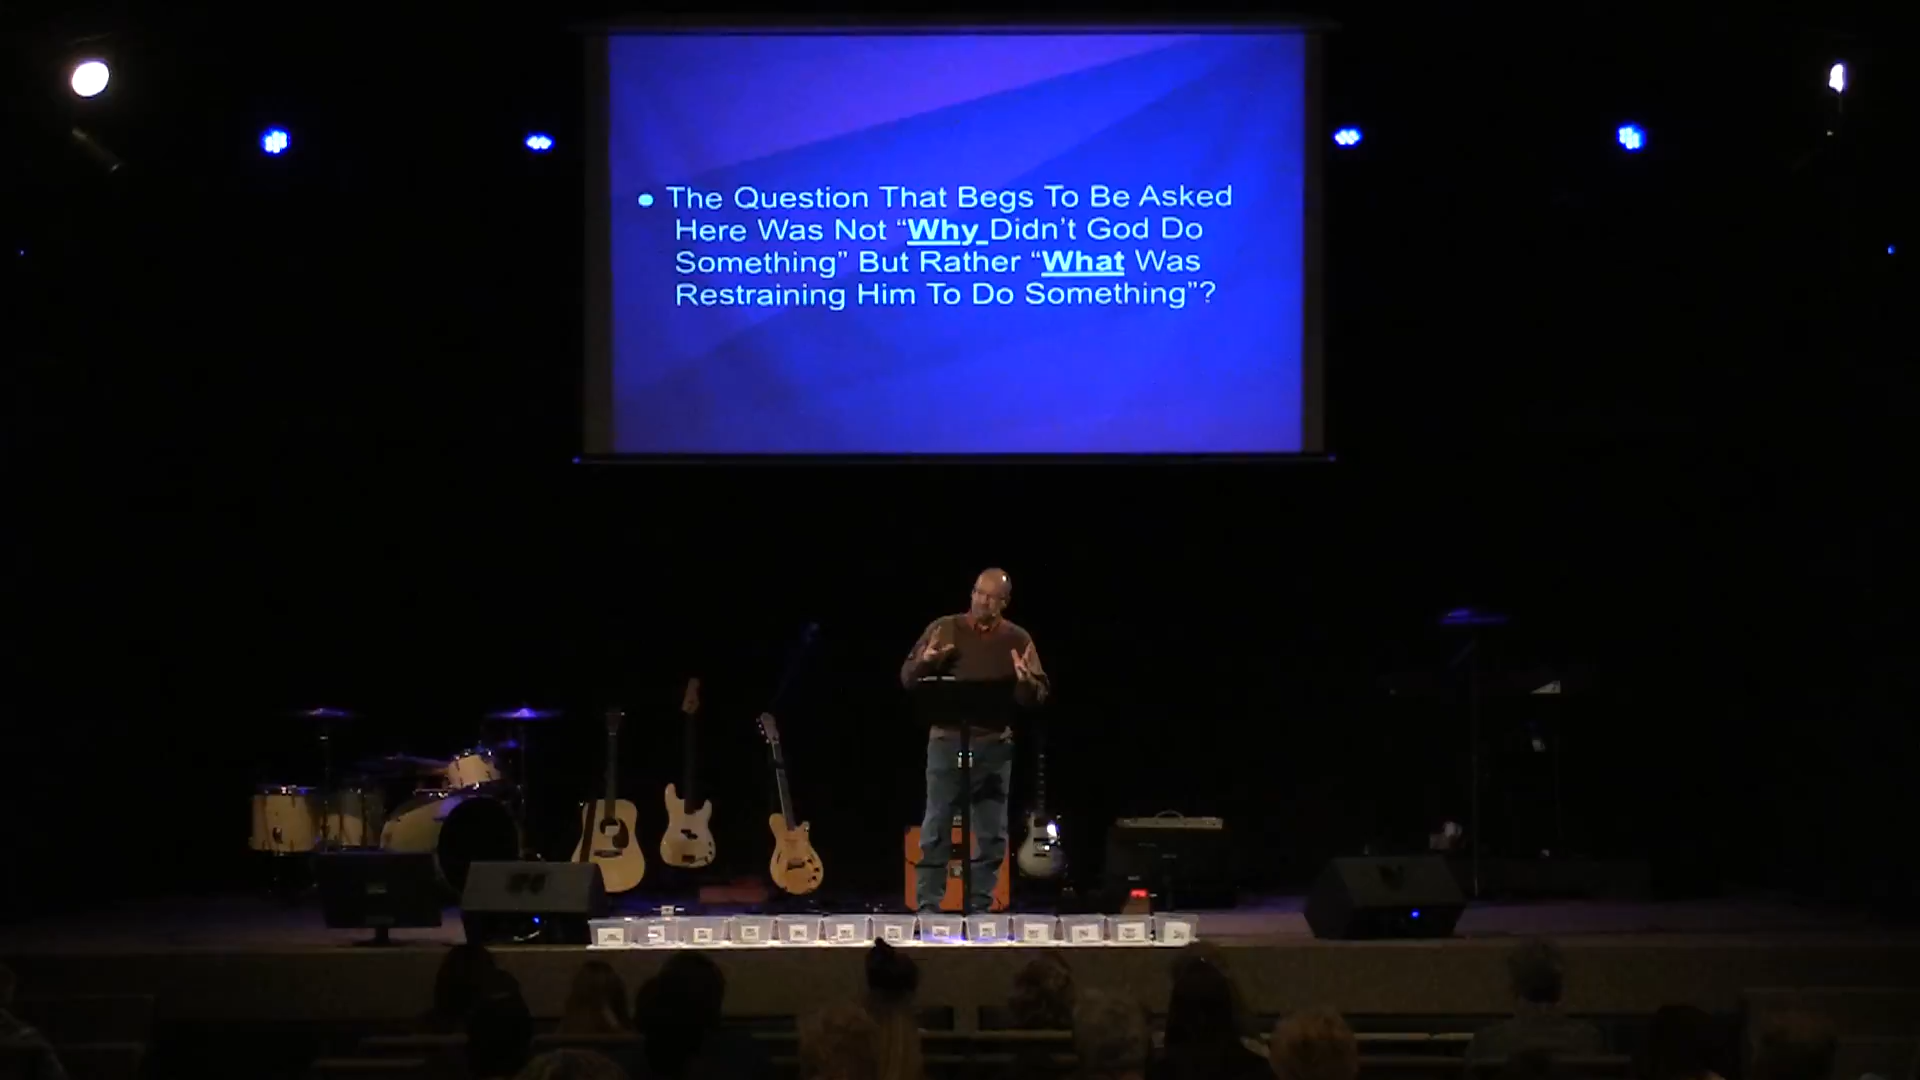 • The Question That Begs To Be Asked
Here Was Not “Why Didn’t God Do
Something” But Rather “What Was
Restraining Him To Do Something”?